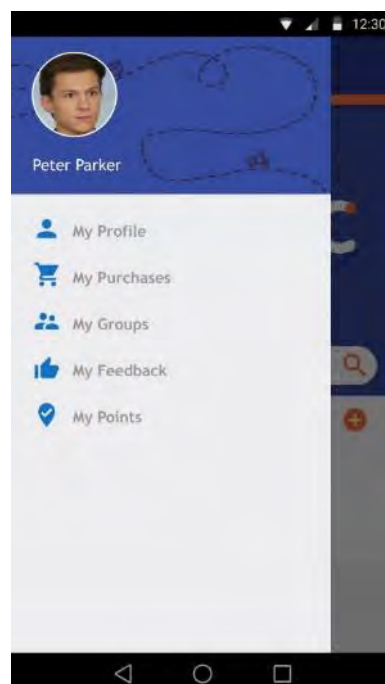 12:30
Peter Parker
My Profile
My Purchases
My Groups
My Feedback
My Points